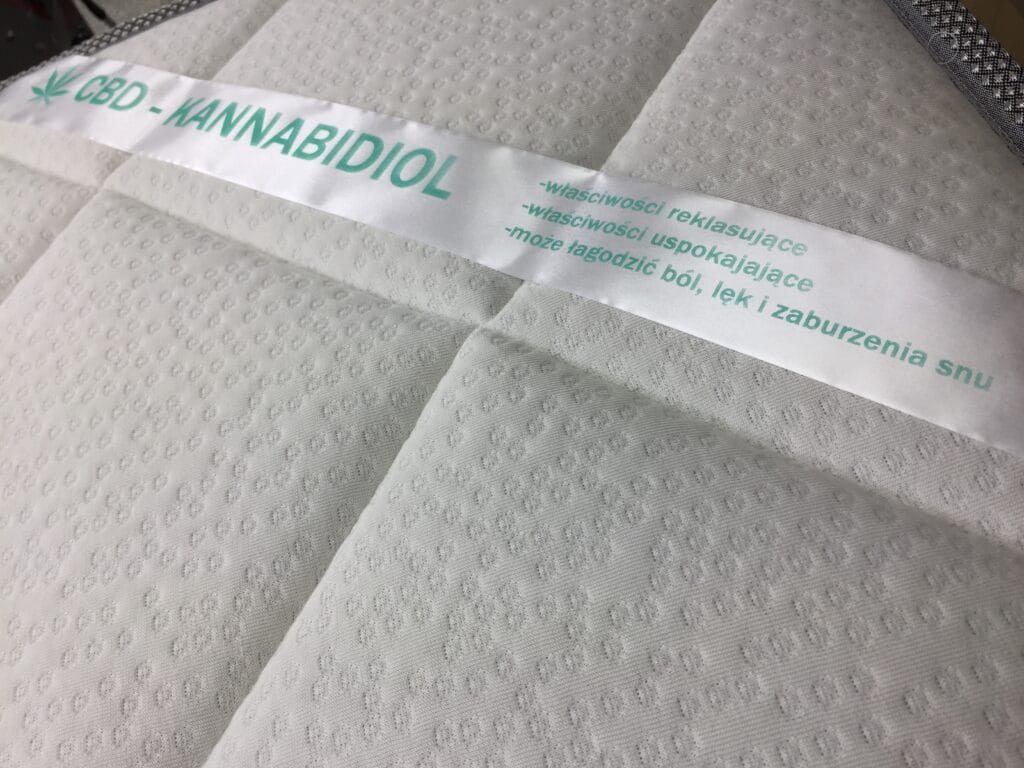 CBD - KANNABIDIOL
-właściwości reklasujące
-właściwości uspokajające
-może łagodzić ból, lęk i zaburzenia snu